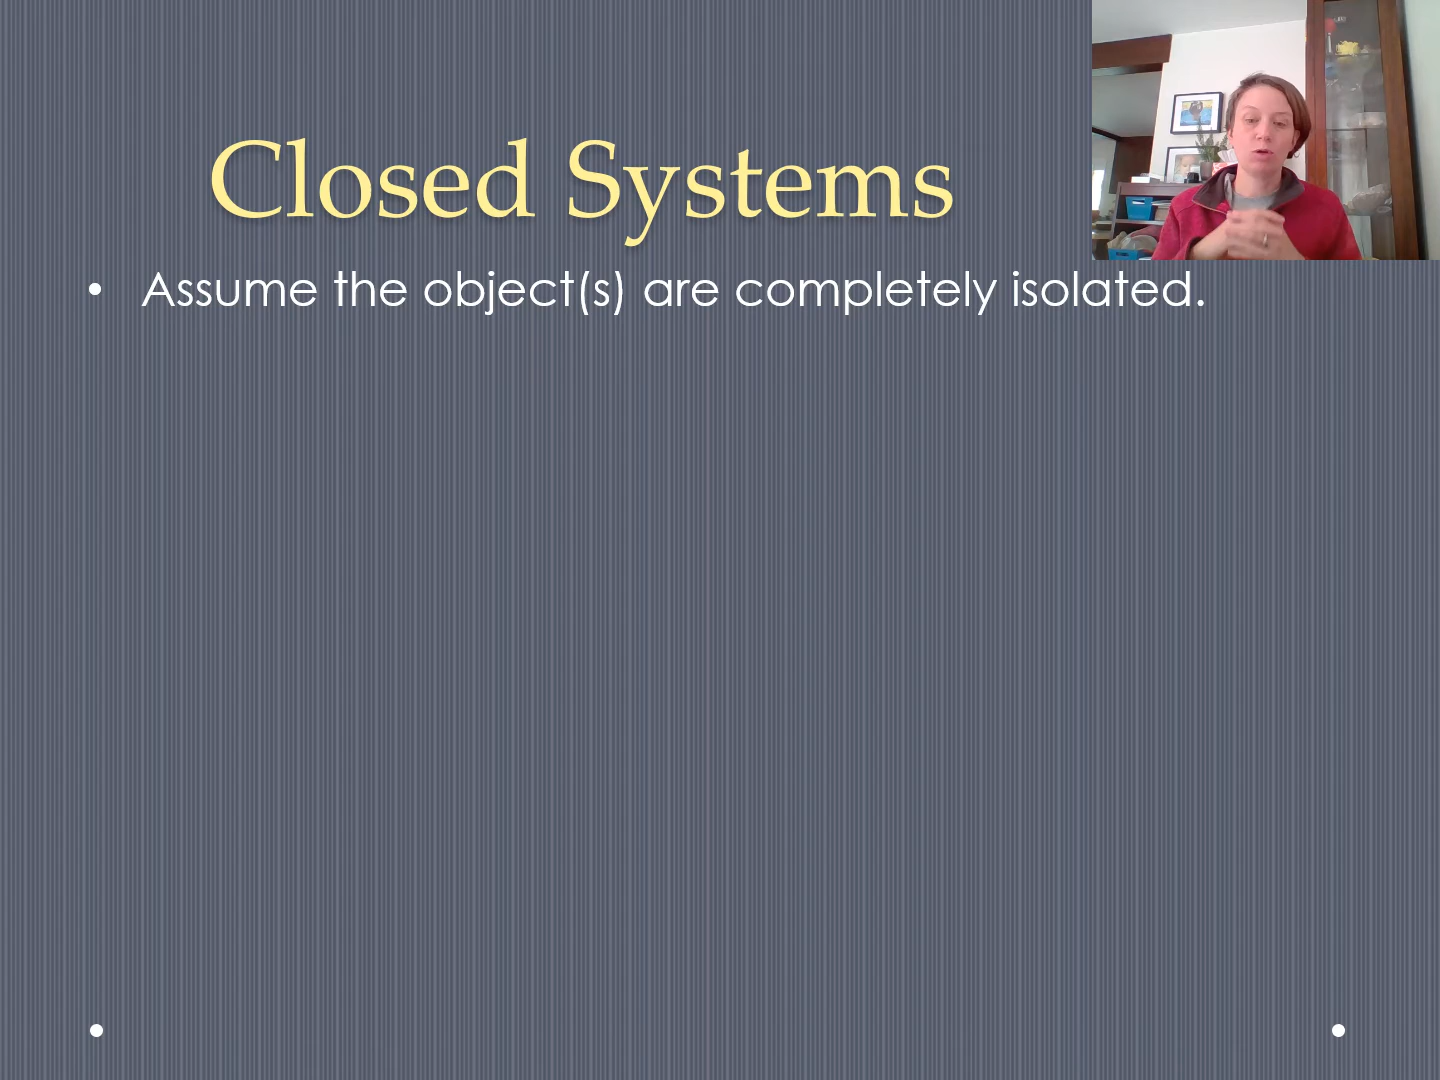 Closed Systems
• Assume the object(s) are completely isolated.